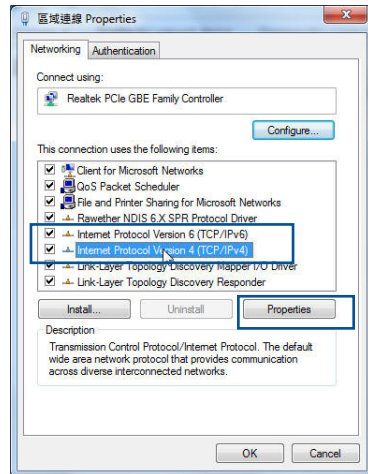 區域連線 Properties
Networking
Authentication
Connect using:
Realtek PCIe GBE Family Controller
Configure...
This connection uses the following items:
Client for Microsoft Networks
QoS Packet Scheduler
File and Printer Sharing for Microsoft Networks
Rawether NDIS 6.X SPR Protocol Driver
Internet Protocol Version 6 (TCP/IPv6)
Internet Protocol Version 4 (TCP/IPv4)
Link-Layer Topology Discovery Mapper I/O Driver
Link-Layer Topology Discovery Responder
Install...
Uninstall
Properties
Description
Transmission Control Protocol/Internet Protocol. The default
wide area network protocol that provides communication
across diverse interconnected networks.
OK
Cancel